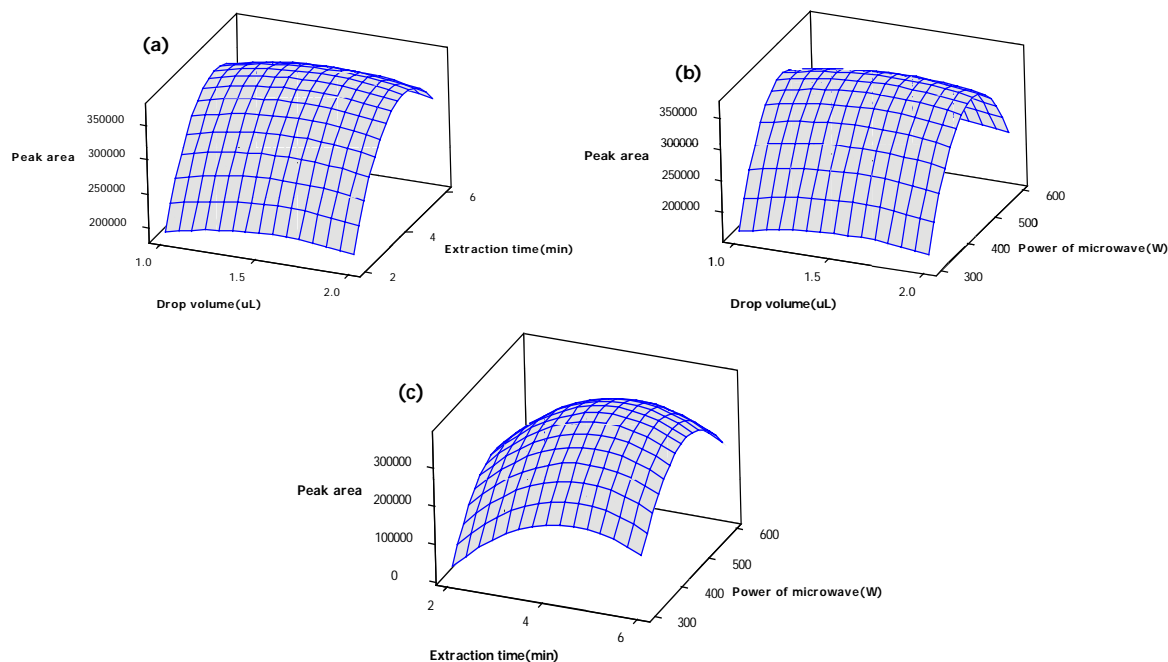 (a)
350000
300000
250000
200000
Peak area
1.0
1.5
2.0
Drop volume(uL)
2
4
6
Extraction time(min)
(b)
350000
300000
250000
200000
Peak area
1.0
1.5
2.0
Drop volume(uL)
300
400
500
600
Power of microwave(W)
(c)
300000
200000
100000
0
Peak area
2
4
6
Extraction time(min)
300
400
500
600
Power of microwave(W)